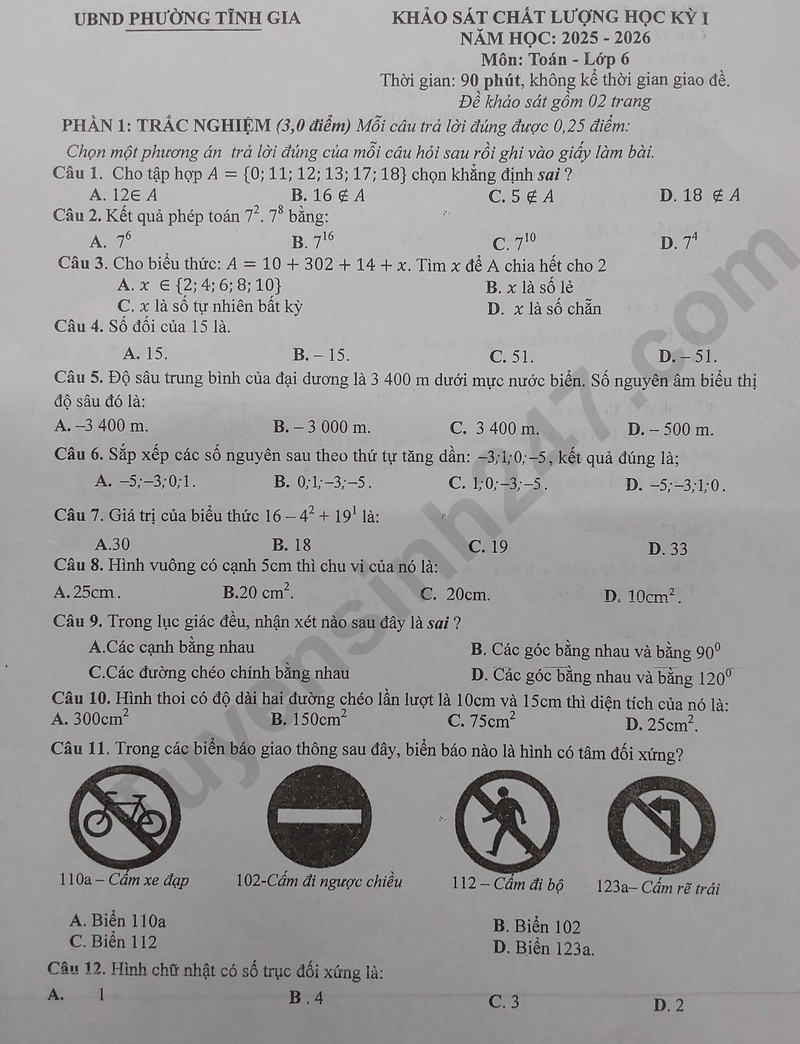 UBND PHƯỜNG TĨNH GIA
KHẢO SÁT CHẤT LƯỢNG HỌC KỲ I
NĂM HỌC: 2025 - 2026
Môn: Toán - Lớp 6
Thời gian: 90 phút, không kể thời gian giao đề.
Đề khảo sát gồm 02 trang
PHẦN 1: TRẮC NGHIỆM (3,0 điểm) Mỗi câu trả lời đúng được 0,25 điểm:
Chọn một phương án trả lời đúng của mỗi câu hỏi sau rồi ghi vào giấy làm bài.
Câu 1. Cho tập hợp A = {0; 11; 12; 13; 17; 18} chọn khẳng định sai ?
A. 12∈ A B. 16 ∉ A C. 5 ∉ A D. 18 ∉ A
Câu 2. Kết quả phép toán 7². 7⁸ bằng:
A. 7⁶ B. 7¹⁶ C. 7¹⁰ D. 7⁴
Câu 3. Cho biểu thức: A = 10 + 302 + 14 + x. Tìm x để A chia hết cho 2
A. x ∈ {2; 4; 6; 8; 10} B. x là số lẻ
C. x là số tự nhiên bất kỳ D. x là số chẵn
Câu 4. Số đối của 15 là.
A. 15. B. – 15. C. 51. D. – 51.
Câu 5. Độ sâu trung bình của đại dương là 3 400 m dưới mực nước biển. Số nguyên âm biểu thị
độ sâu đó là:
A. –3 400 m. B. – 3 000 m. C. 3 400 m. D. – 500 m.
Câu 6. Sắp xếp các số nguyên sau theo thứ tự tăng dần: –3;1;0;–5, kết quả đúng là;
A. –5;–3;0;1. B. 0;1;–3;–5. C. 1;0;–3;–5. D. –5;–3;1;0.
Câu 7. Giá trị của biểu thức 16 – 4² + 19¹ là:
A.30 B. 18 C. 19 D. 33
Câu 8. Hình vuông có cạnh 5cm thì chu vi của nó là:
A. 25cm. B.20 cm². C. 20cm. D. 10cm².
Câu 9. Trong lục giác đều, nhận xét nào sau đây là sai ?
A.Các cạnh bằng nhau B. Các góc bằng nhau và bằng 90⁰
C.Các đường chéo chính bằng nhau D. Các góc bằng nhau và bằng 120⁰
Câu 10. Hình thoi có độ dài hai đường chéo lần lượt là 10cm và 15cm thì diện tích của nó là:
A. 300cm² B. 150cm² C. 75cm² D. 25cm².
Câu 11. Trong các biển báo giao thông sau đây, biển báo nào là hình có tâm đối xứng?
110a – Cấm xe đạp 102-Cấm đi ngược chiều 112 – Cấm đi bộ 123a– Cấm rẽ trái
A. Biển 110a B. Biển 102
C. Biển 112 D. Biển 123a.
Câu 12. Hình chữ nhật có số trục đối xứng là:
A. 1 B . 4 C. 3 D. 2
Tuyensinh247.com